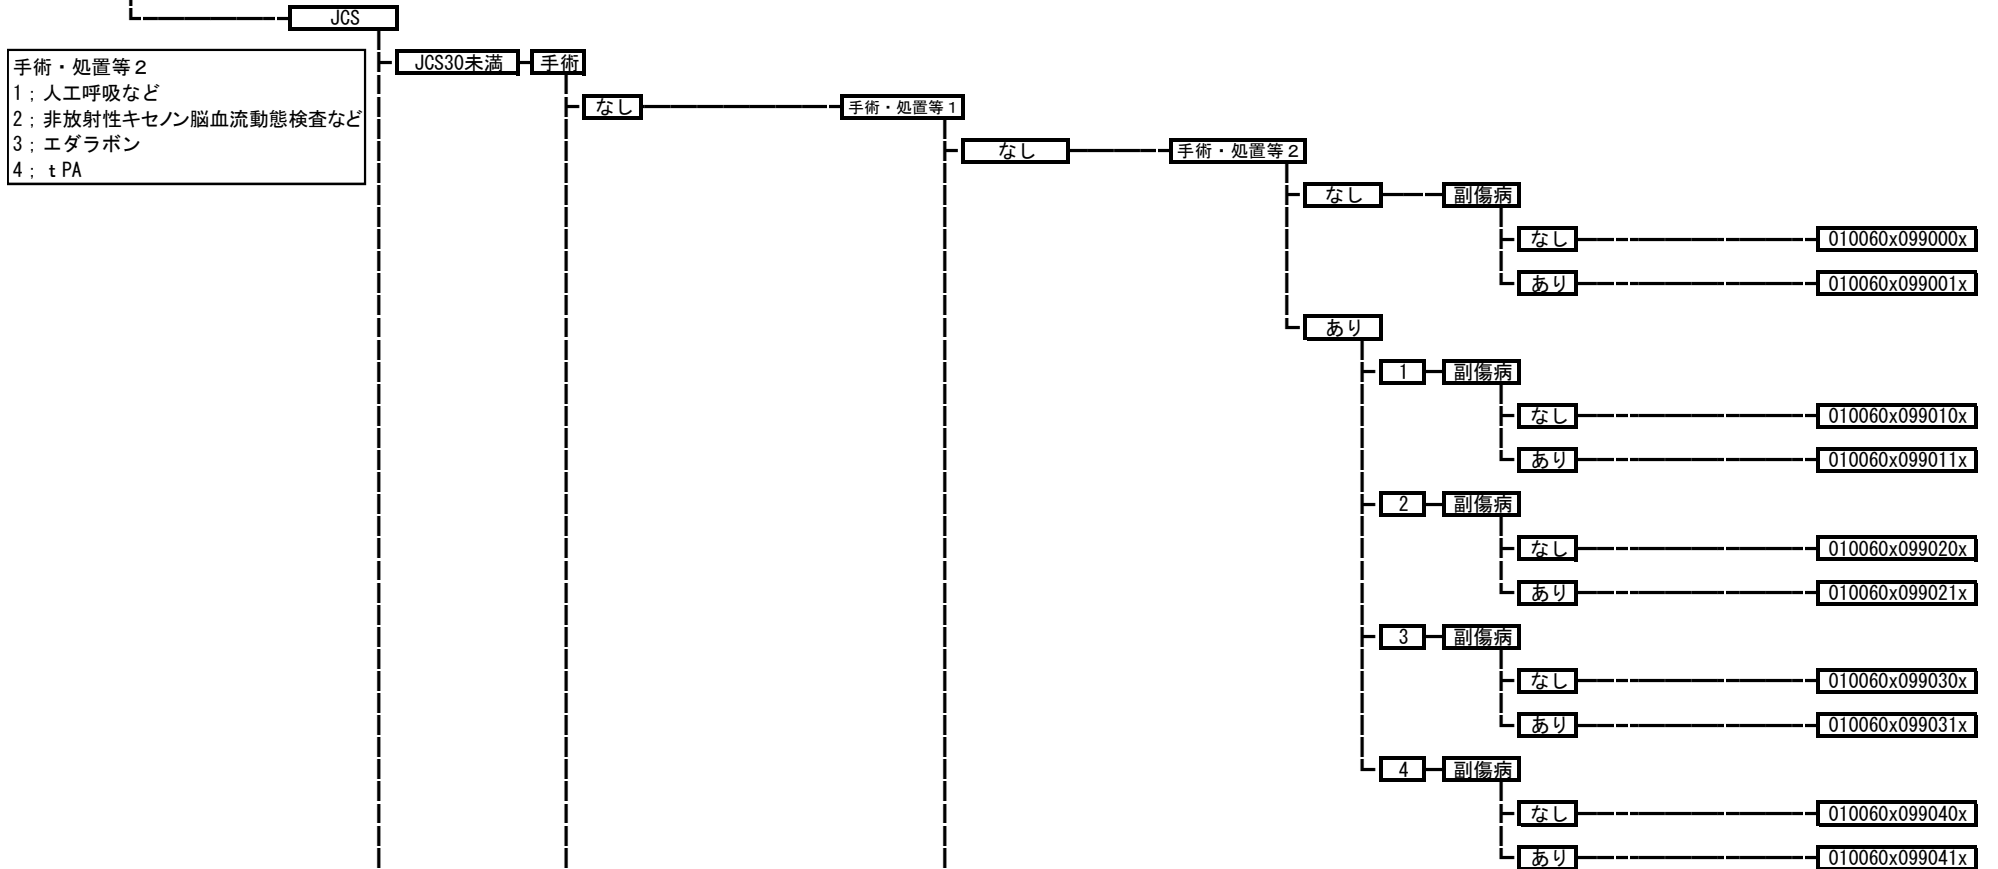 JCS
JCS30未満
手術
手術・処置等2
1；人工呼吸など
2；非放射性キセノン脳血流動態検査など
3；エダラボン
4；tPA
なし
手術・処置等1
なし
手術・処置等2
なし
副傷病
なし
010060x099000x
あり
010060x099001x
あり
1
副傷病
なし
010060x099010x
あり
010060x099011x
2
副傷病
なし
010060x099020x
あり
010060x099021x
3
副傷病
なし
010060x099030x
あり
010060x099031x
4
副傷病
なし
010060x099040x
あり
010060x099041x